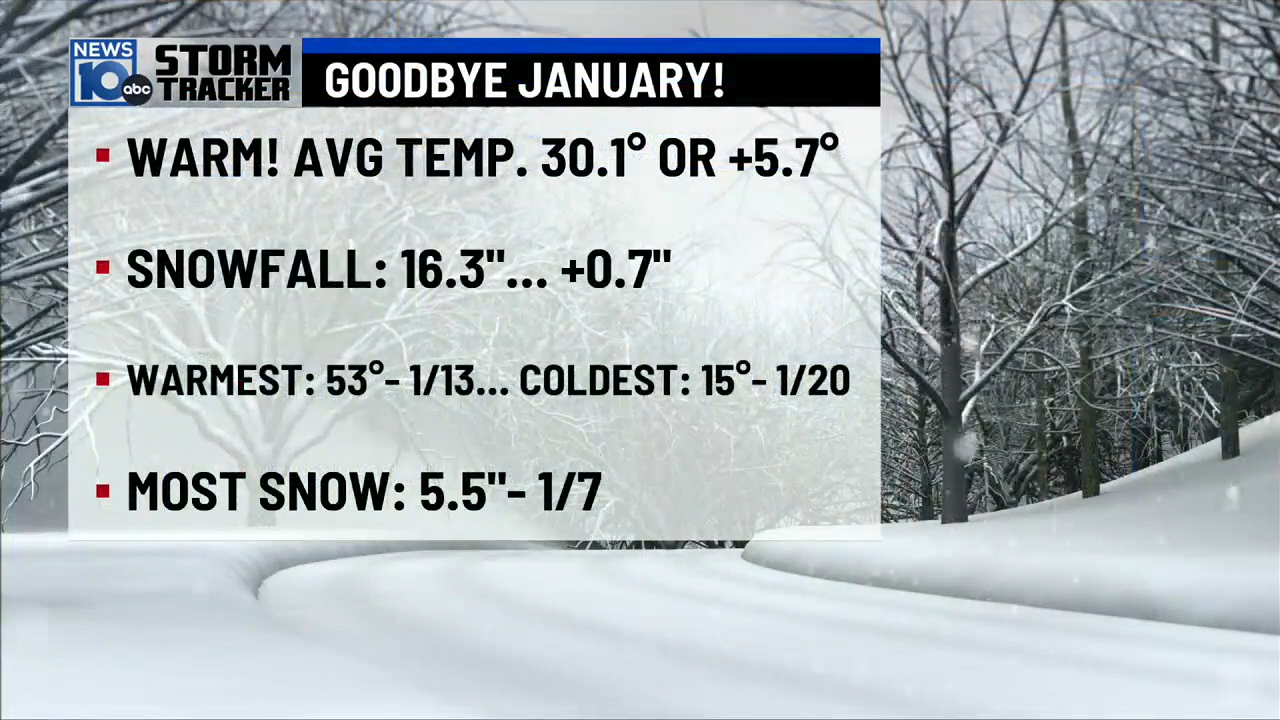 NEWS
10
abc
STORM
TRACKER
GOODBYE JANUARY!
WARM! AVG TEMP. 30.1° OR +5.7°
SNOWFALL: 16.3"... +0.7"
WARMEST: 53°- 1/13... COLDEST: 15°- 1/20
MOST SNOW: 5.5"- 1/7